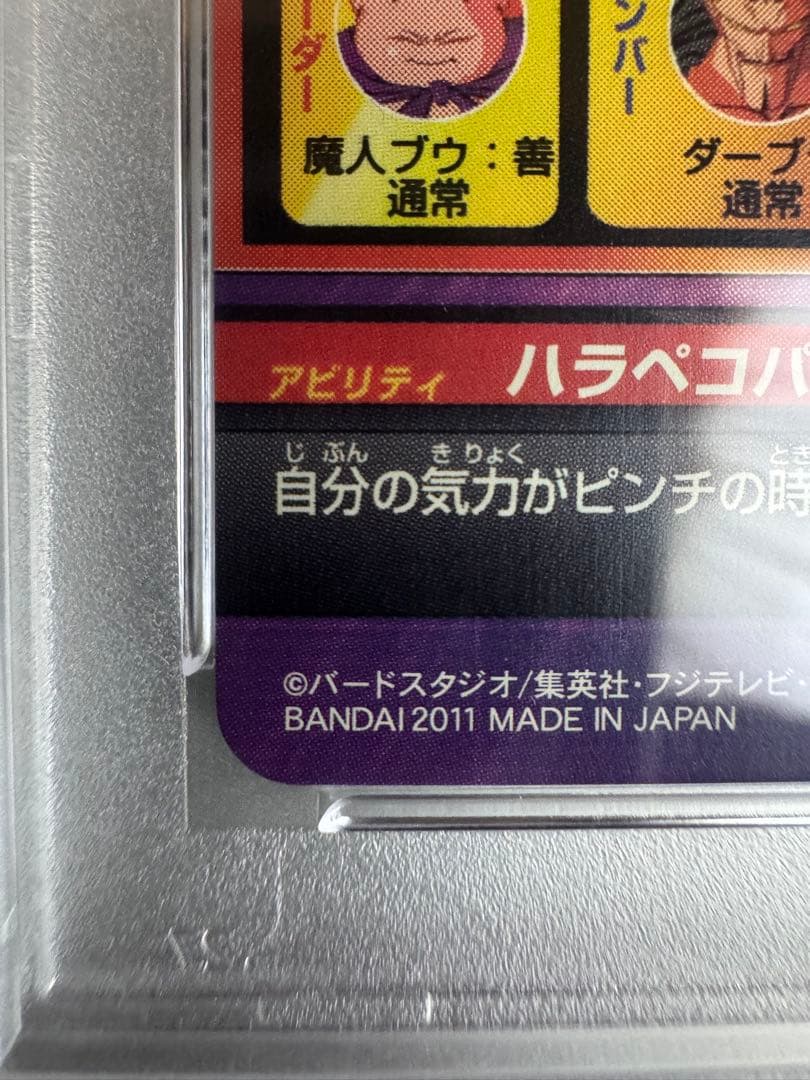 ーダー
ンバー
魔人ブウ：善
通常
ダーブ
通常
アビリティ ハラペコパ
じぶん きりょく とき
自分の気力がピンチの時
©バードスタジオ/集英社・フジテレビ・
BANDAI 2011 MADE IN JAPAN